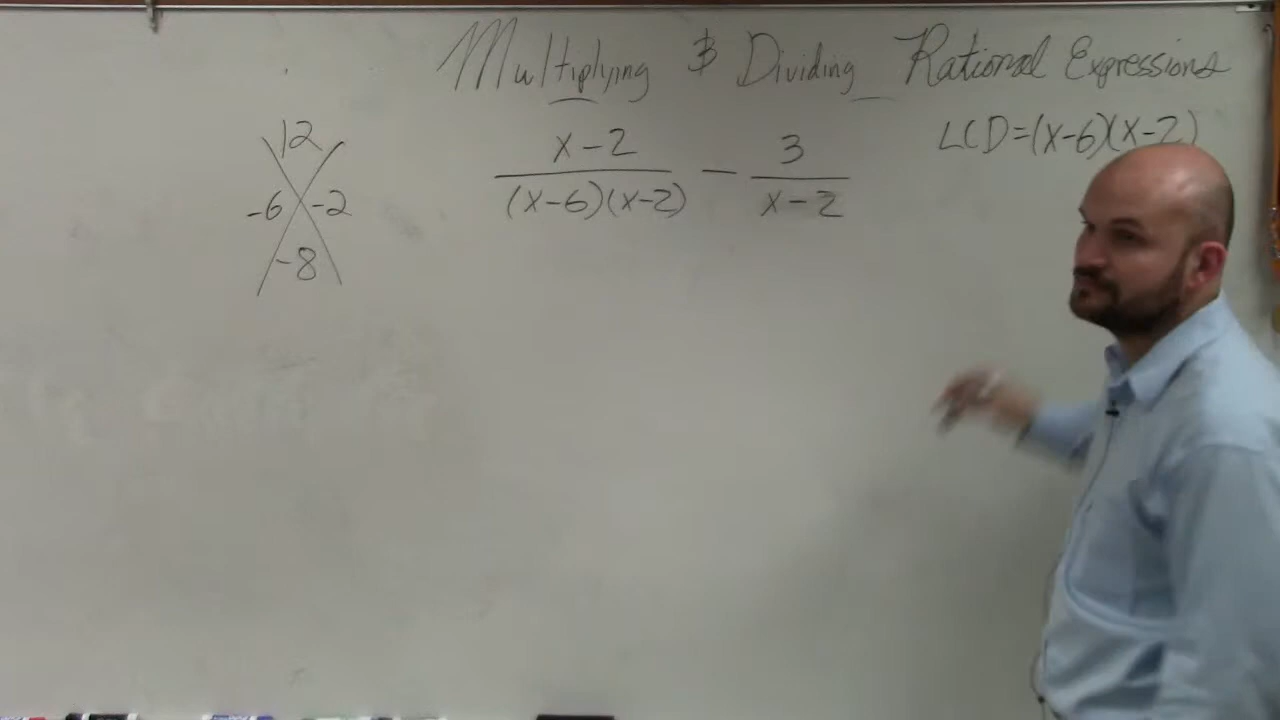 Multiplying & Dividing Rational Expressions
LCD=(x-6)(x-2)
12
-6 -2
-8
x-2
(x-6)(x-2)
-
3
x-2